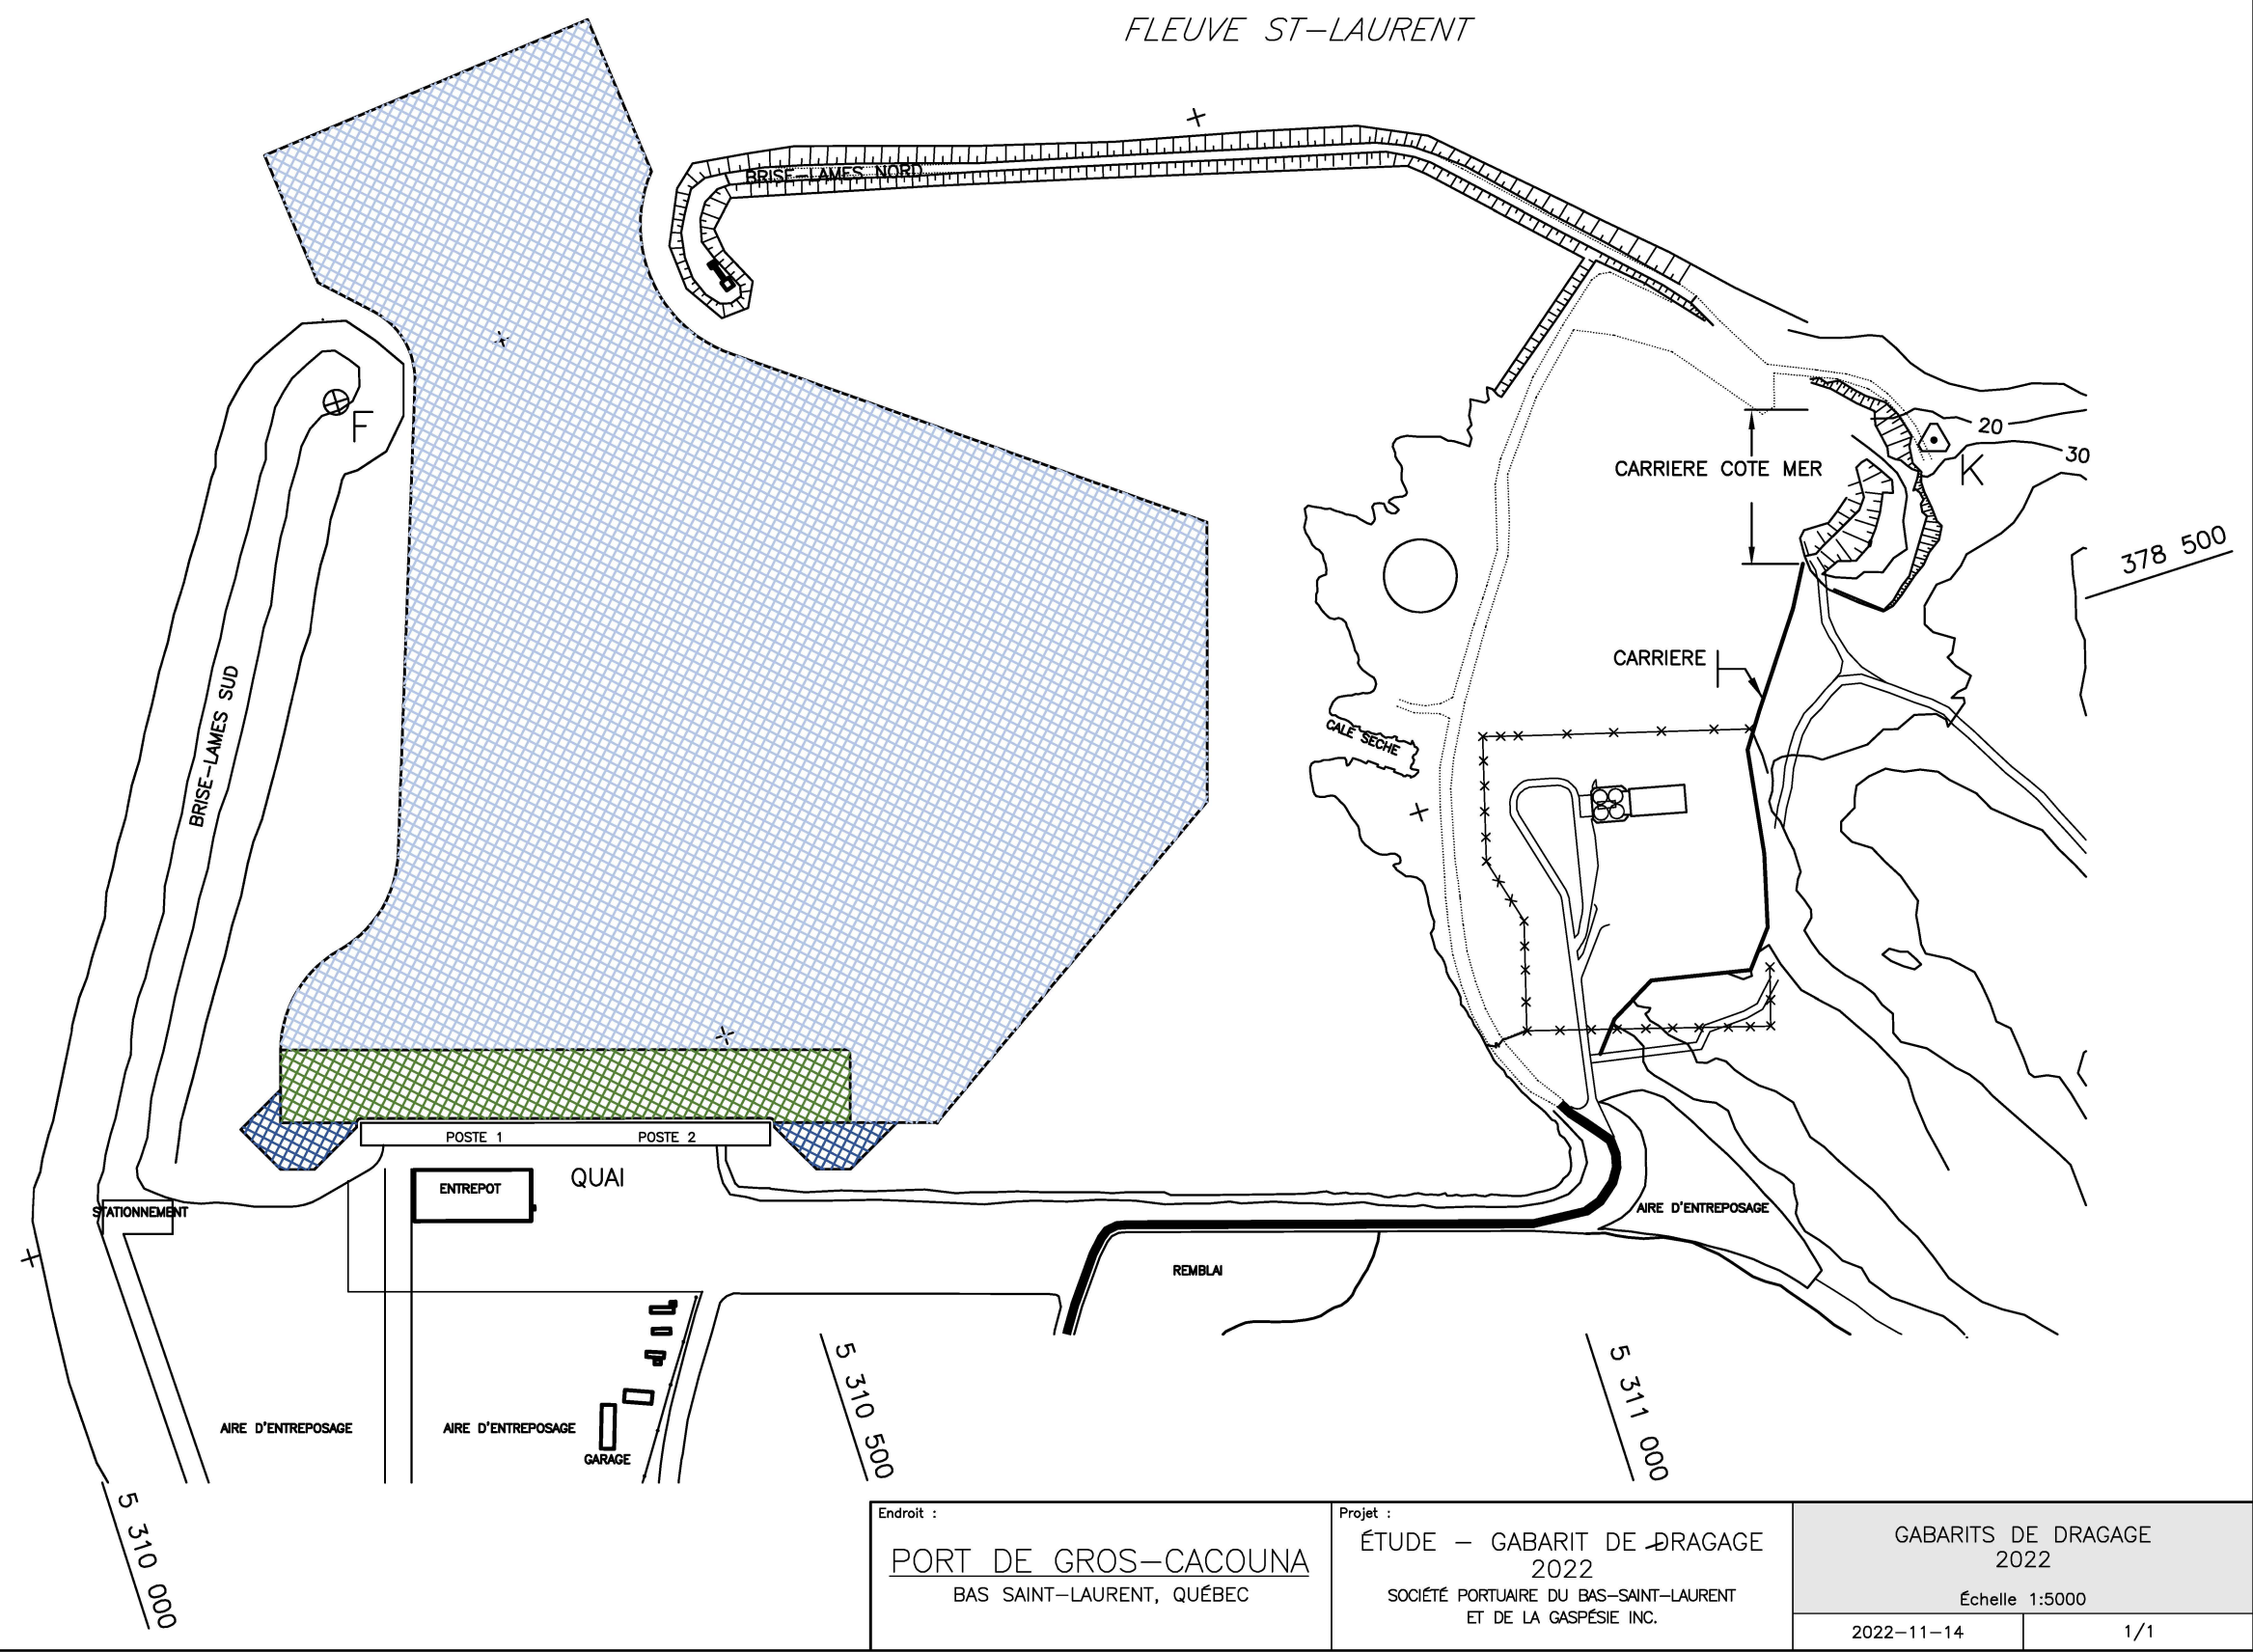 FLEUVE ST-LAURENT
BRISE-LAMES NORD
F
20
CARRIERE COTE MER
30
K
378 500
CARRIERE
BRISE-LAMES SUD
CALE SECHE
POSTE 1
POSTE 2
QUAI
ENTREPOT
STATIONNEMENT
AIRE D'ENTREPOSAGE
REMBLAI
5 310 500
5 311 000
AIRE D'ENTREPOSAGE
AIRE D'ENTREPOSAGE
GARAGE
5 310 000
Endroit :
PORT DE GROS-CACOUNA
BAS SAINT-LAURENT, QUÉBEC
Projet :
ÉTUDE - GABARIT DE DRAGAGE
2022
SOCIÉTÉ PORTUAIRE DU BAS-SAINT-LAURENT
ET DE LA GASPÉSIE INC.
GABARITS DE DRAGAGE
2022
Échelle 1:5000
2022-11-14
1/1